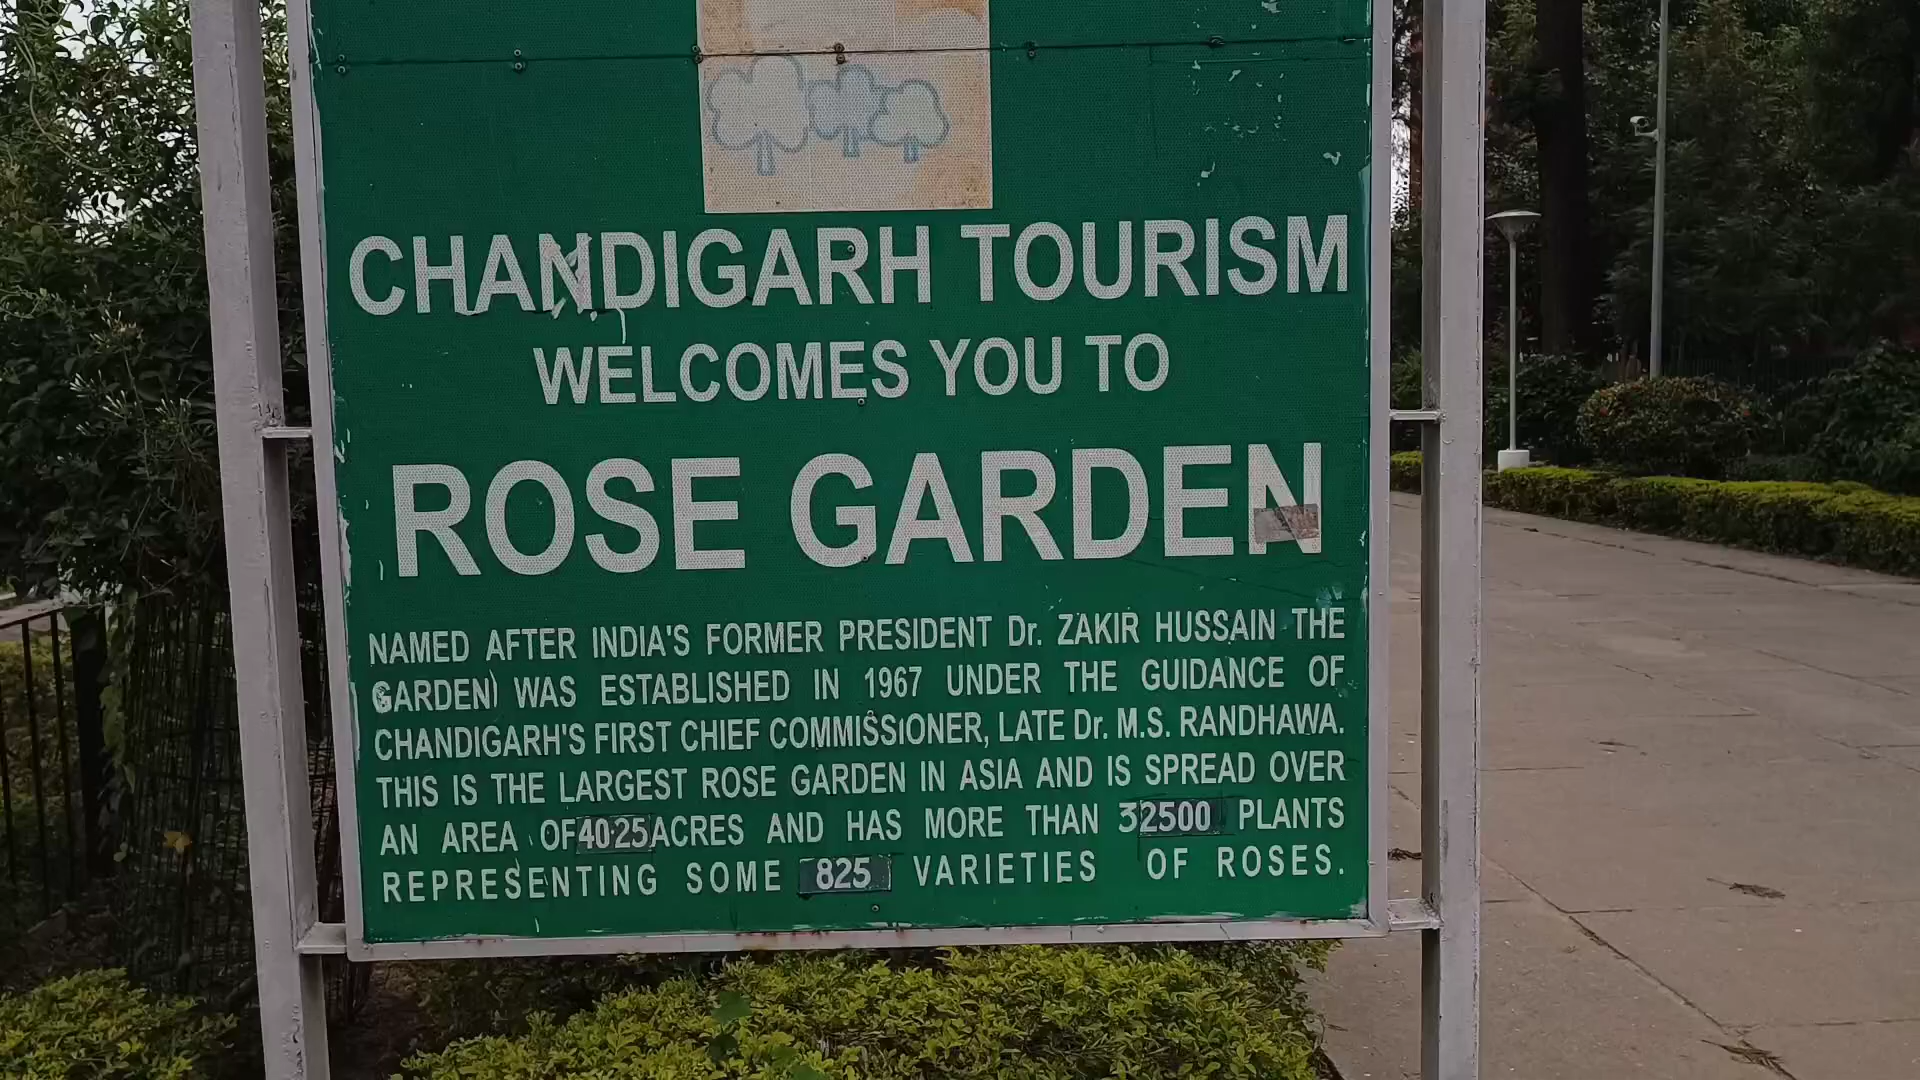 CHANDIGARH TOURISM
WELCOMES YOU TO
ROSE GARDEN
NAMED AFTER INDIA'S FORMER PRESIDENT Dr. ZAKIR HUSSAIN THE
GARDEN WAS ESTABLISHED IN 1967 UNDER THE GUIDANCE OF
CHANDIGARH'S FIRST CHIEF COMMISSIONER, LATE Dr. M.S. RANDHAWA.
THIS IS THE LARGEST ROSE GARDEN IN ASIA AND IS SPREAD OVER
AN AREA OF 40.25 ACRES AND HAS MORE THAN 32500 PLANTS
REPRESENTING SOME 825 VARIETIES OF ROSES.